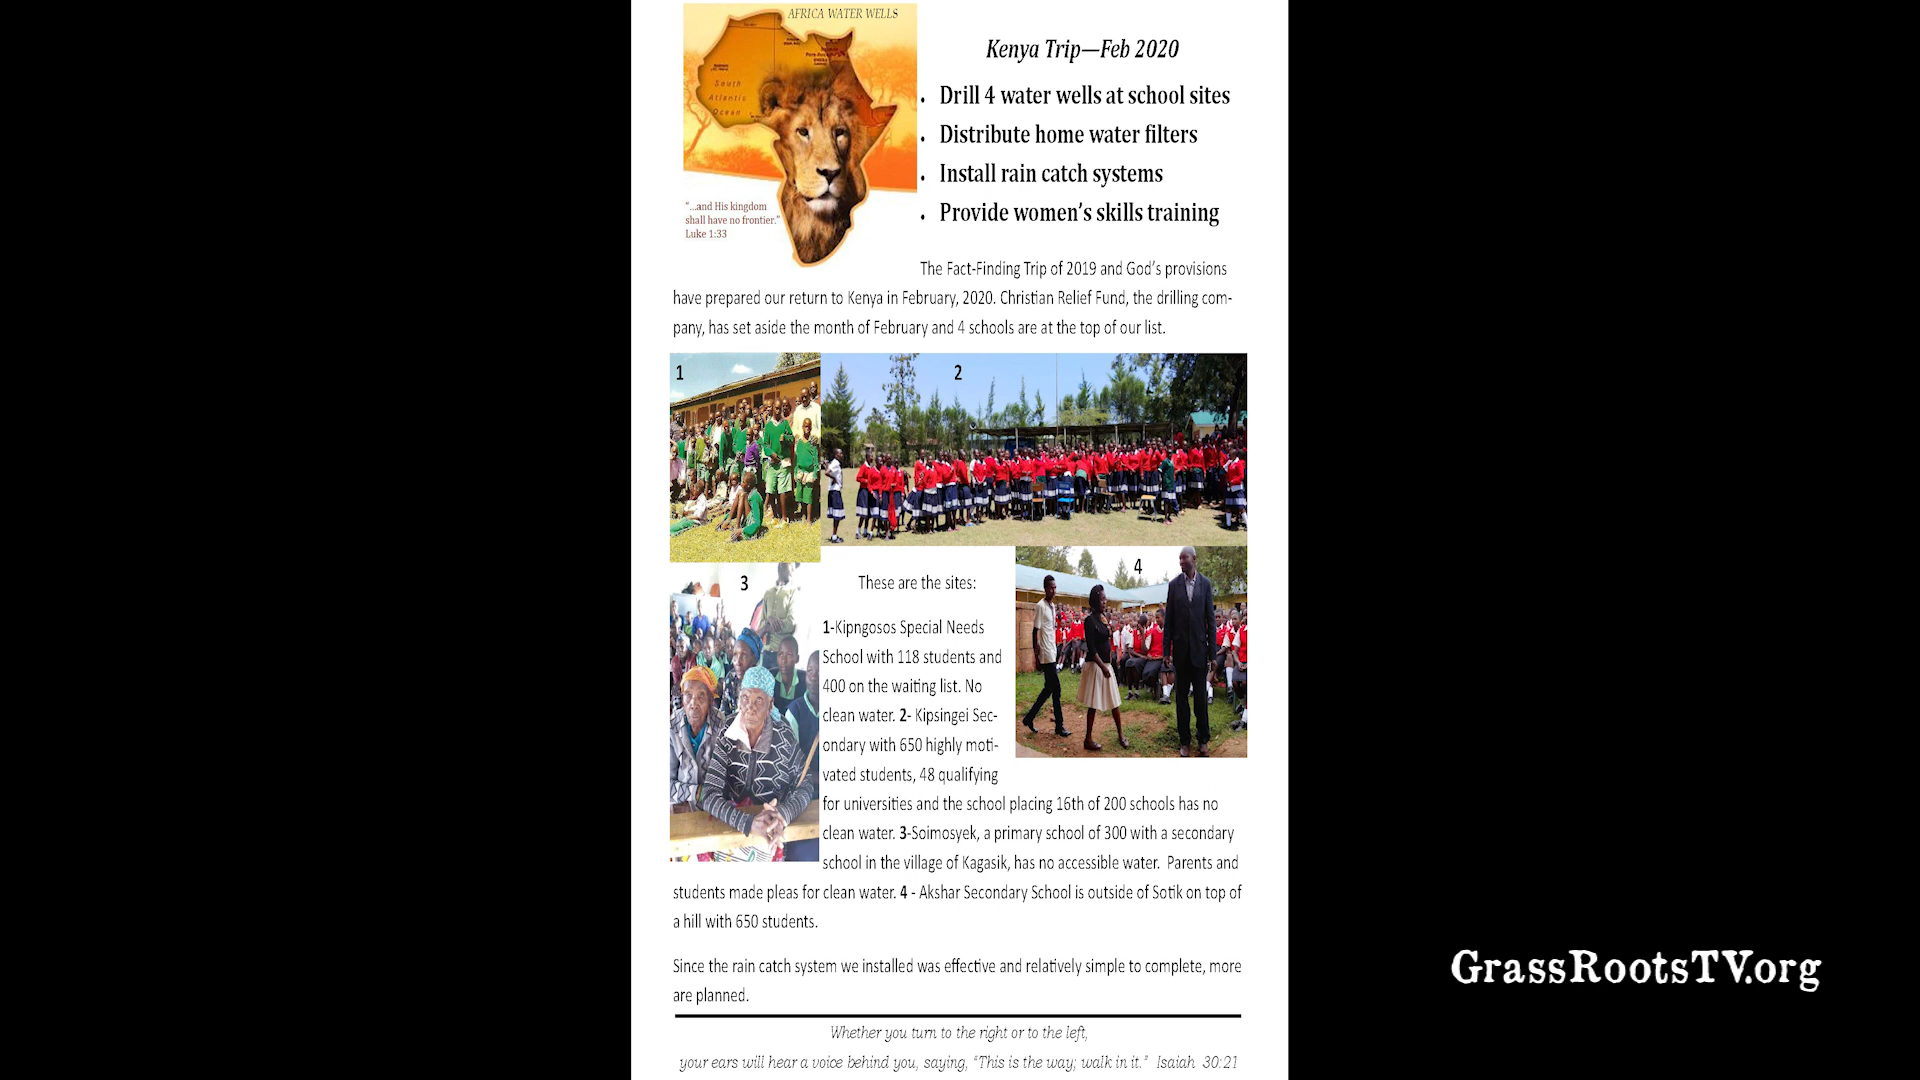 AFRICA WATER WELLS
South
Atlantic
Ocean
"...and His kingdom
shall have no frontier."
Luke 1:33
Kenya Trip—Feb 2020
• Drill 4 water wells at school sites
• Distribute home water filters
• Install rain catch systems
• Provide women's skills training
The Fact-Finding Trip of 2019 and God's provisions
have prepared our return to Kenya in February, 2020. Christian Relief Fund, the drilling com-
pany, has set aside the month of February and 4 schools are at the top of our list.
1
2
3
4
These are the sites:
1-Kipngosos Special Needs
School with 118 students and
400 on the waiting list. No
clean water. 2- Kipsingei Sec-
ondary with 650 highly moti-
vated students, 48 qualifying
for universities and the school placing 16th of 200 schools has no
clean water. 3-Soimosyek, a primary school of 300 with a secondary
school in the village of Kagasik, has no accessible water. Parents and
students made pleas for clean water. 4 - Akshar Secondary School is outside of Sotik on top of
a hill with 650 students.
Since the rain catch system we installed was effective and relatively simple to complete, more
are planned.
Whether you turn to the right or to the left,
your ears will hear a voice behind you, saying, "This is the way; walk in it." Isaiah 30:21
GrassRootsTV.org